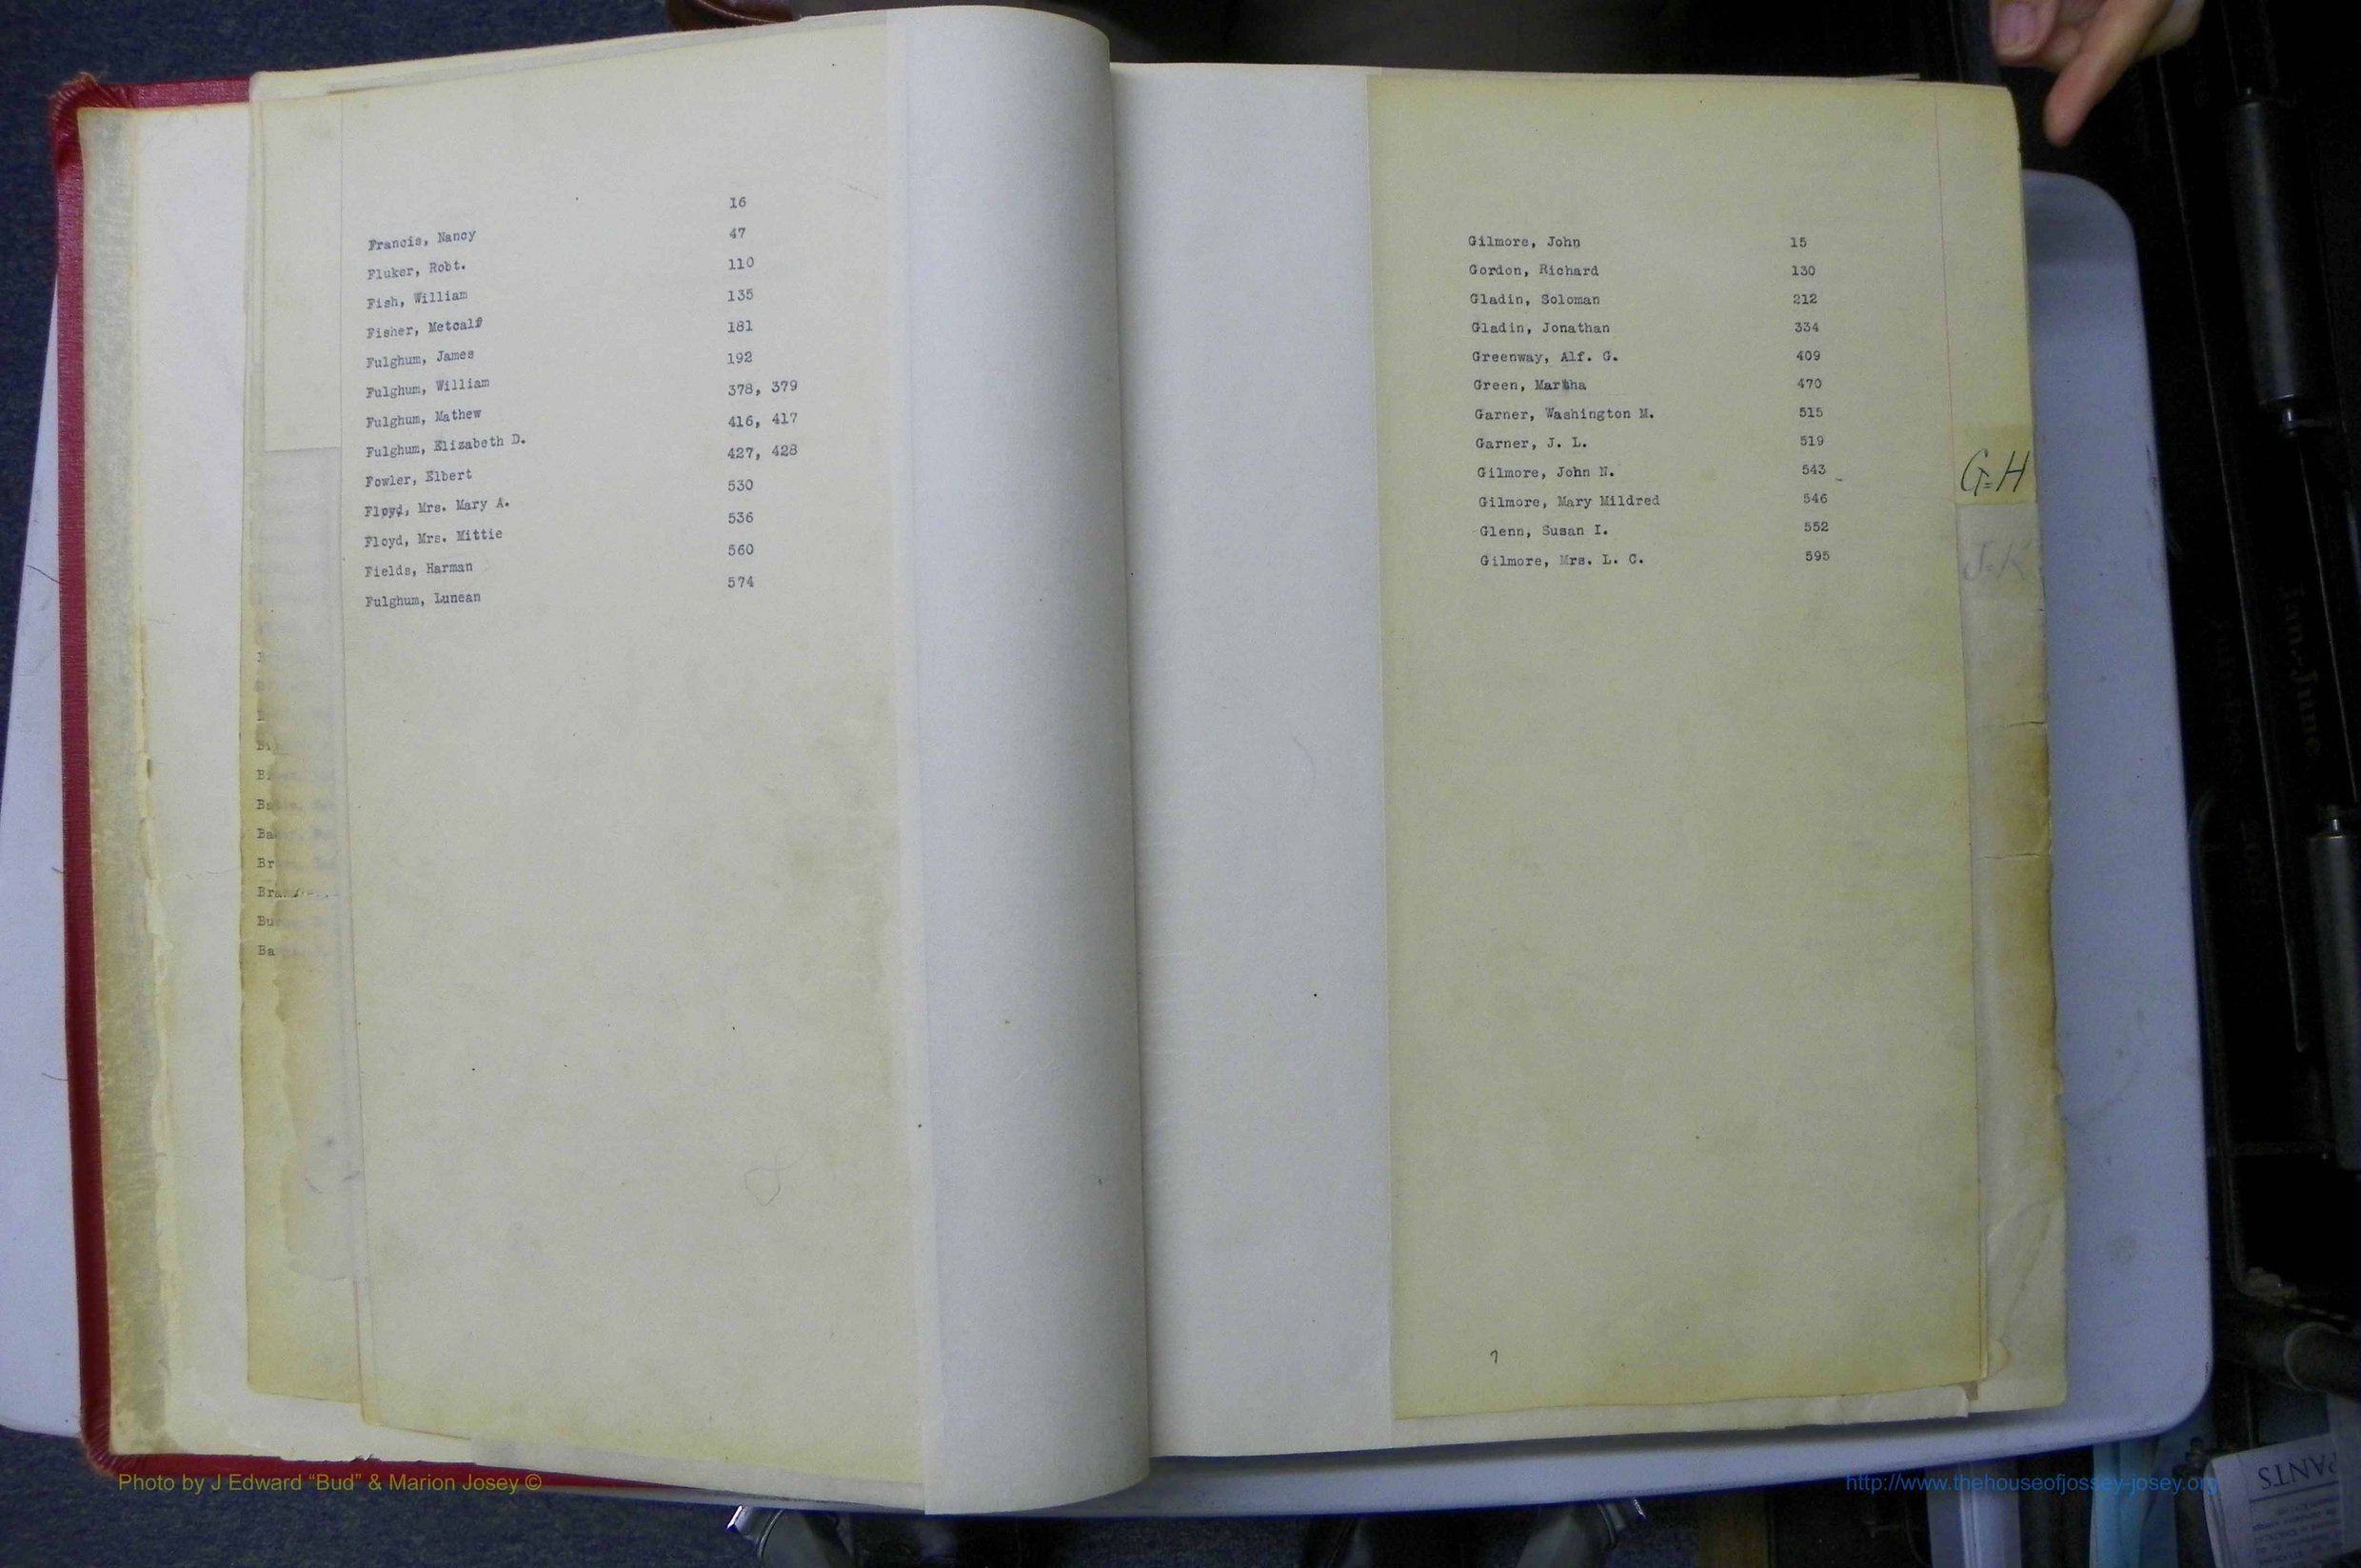 Francis, Nancy 16
Fluker, Robt. 47
Fish, William 110
Fisher, Metcalf 135
Fulghum, James 181
Fulghum, William 192
Fulghum, Mathew 378, 379
Fulghum, Elizabeth D. 416, 417
Fowler, Elbert 427, 428
Floyd, Mrs. Mary A. 530
Floyd, Mrs. Mittie 536
Fields, Harman 560
Fulghum, Lunean 574
Gilmore, John 15
Gordon, Richard 130
Gladin, Soloman 212
Gladin, Jonathan 334
Greenway, Alf. G. 409
Green, Martha 470
Garner, Washington M. 515
Garner, J. L. 519
Gilmore, John N. 543
Gilmore, Mary Mildred 546
Glenn, Susan I. 552
Gilmore, Mrs. L. C. 595
G-H
J-K
7
Jan.-June
PANTS
Photo by J Edward “Bud” & Marion Josey ©
http://www.thehouseofjossey-josey.org